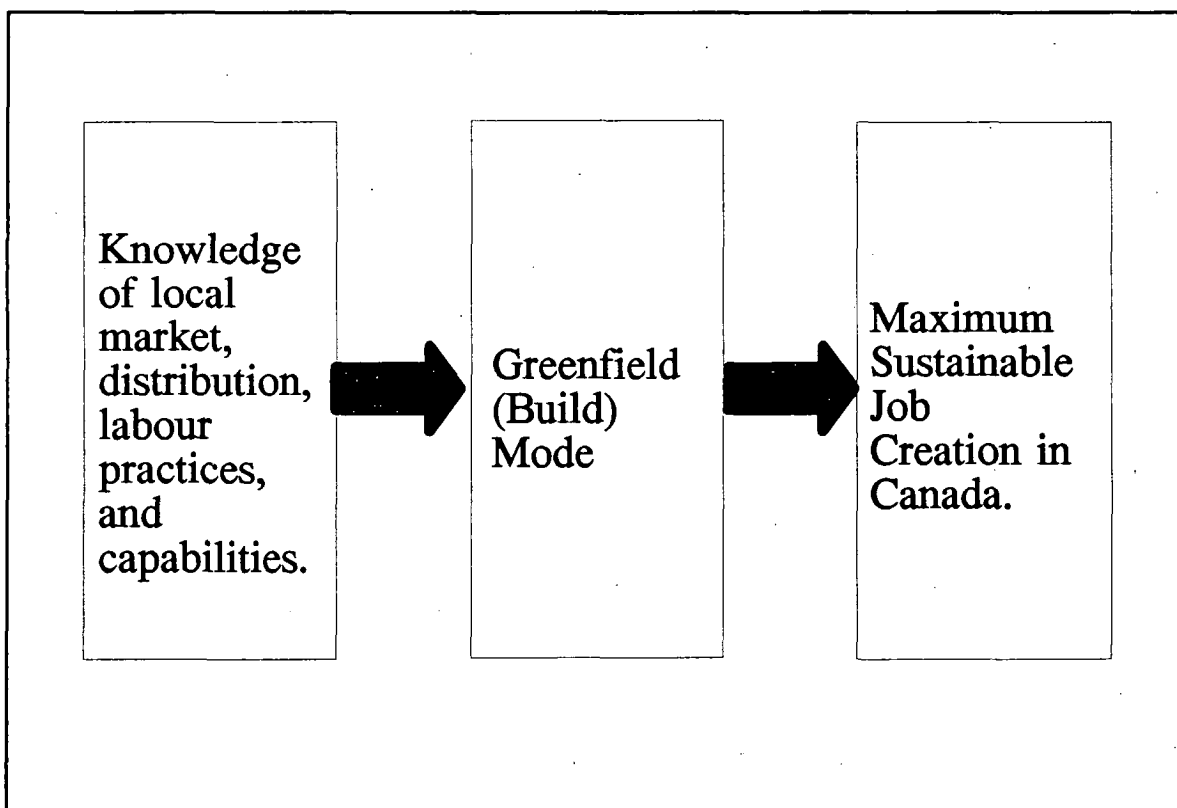 Knowledge
of local
market,
distribution,
labour
practices,
and
capabilities.
Greenfield
(Build)
Mode
Maximum
Sustainable
Job
Creation in
Canada.